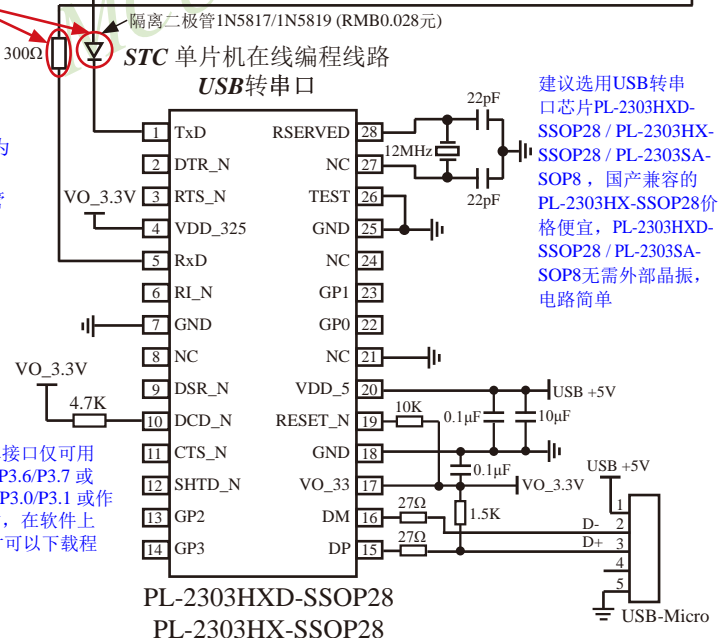 隔离二极管1N5817/1N5819 (RMB0.028元)
300Ω
STC 单片机在线编程线路
USB转串口
建议选用USB转串
口芯片PL-2303HXD-
SSOP28 / PL-2303HX-
SSOP28 / PL-2303SA-
SOP8 ，国产兼容的
PL-2303HX-SSOP28价
格便宜，PL-2303HXD-
SSOP28 / PL-2303SA-
SOP8无需外部晶振，
电路简单
22pF
12MHz
22pF
为
VO_3.3V
1 TxD
2 DTR_N
3 RTS_N
4 VDD_325
5 RxD
6 RI_N
7 GND
8 NC
9 DSR_N
10 DCD_N
11 CTS_N
12 SHTD_N
13 GP2
14 GP3
RSERVED 28
NC 27
TEST 26
GND 25
NC 24
GP1 23
GP0 22
NC 21
VDD_5 20
RESET_N 19
GND 18
VO_33 17
DM 16
DP 15
VO_3.3V
4.7K
接口仅可用
P3.6/P3.7 或
P3.0/P3.1 或作
，在软件上
可以下载程
10K
0.1μF
10μF
USB +5V
0.1μF
VO_3.3V
27Ω
27Ω
1.5K
USB +5V
D-
D+
1
2
3
4
5
USB-Micro
PL-2303HXD-SSOP28
PL-2303HX-SSOP28